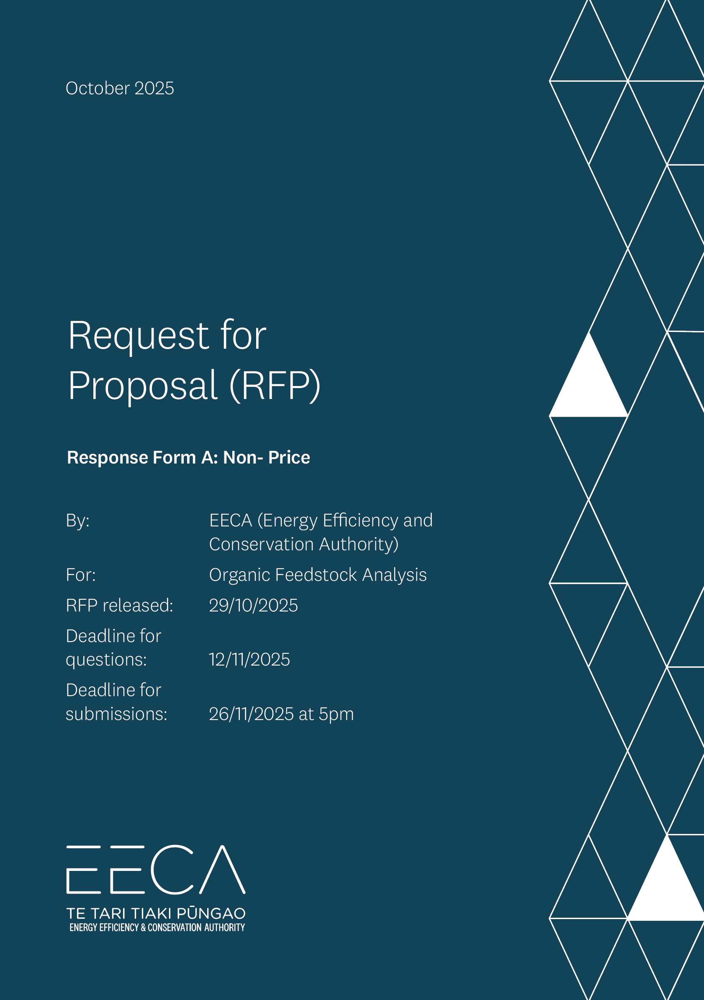 October 2025
Request for
Proposal (RFP)
Response Form A: Non- Price
By: EECA (Energy Efficiency and
Conservation Authority)
For: Organic Feedstock Analysis
RFP released: 29/10/2025
Deadline for
questions: 12/11/2025
Deadline for
submissions: 26/11/2025 at 5pm
EECA
TE TARI TIAKI PŪNGAO
ENERGY EFFICIENCY & CONSERVATION AUTHORITY